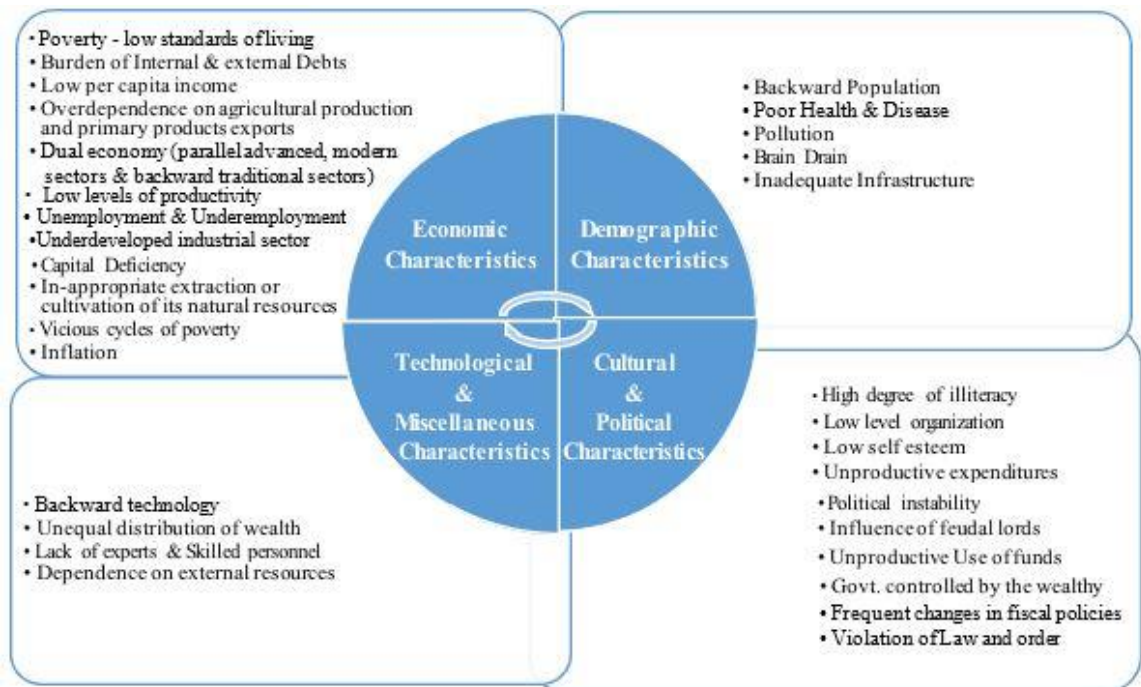 • Poverty - low standards of living
• Burden of Internal & external Debts
• Low per capita income
• Overdependence on agricultural production
and primary products exports
• Dual economy (parallel advanced, modern
sectors & backward traditional sectors)
• Low levels of productivity
• Unemployment & Underemployment
•Underdeveloped industrial sector
• Capital Deficiency
• In-appropriate extraction or
cultivation of its natural resources
• Vicious cycles of poverty
• Inflation
• Backward Population
• Poor Health & Disease
• Pollution
• Brain Drain
• Inadequate Infrastructure
Economic
Characteristics
Demographic
Characteristics
Technological
&
Miscellaneous
Characteristics
Cultural
&
Political
Characteristics
• Backward technology
• Unequal distribution of wealth
• Lack of experts & Skilled personnel
• Dependence on external resources
• High degree of illiteracy
• Low level organization
• Low self esteem
• Unproductive expenditures
• Political instability
• Influence of feudal lords
• Unproductive Use of funds
• Govt. controlled by the wealthy
• Frequent changes in fiscal policies
• Violation of Law and order